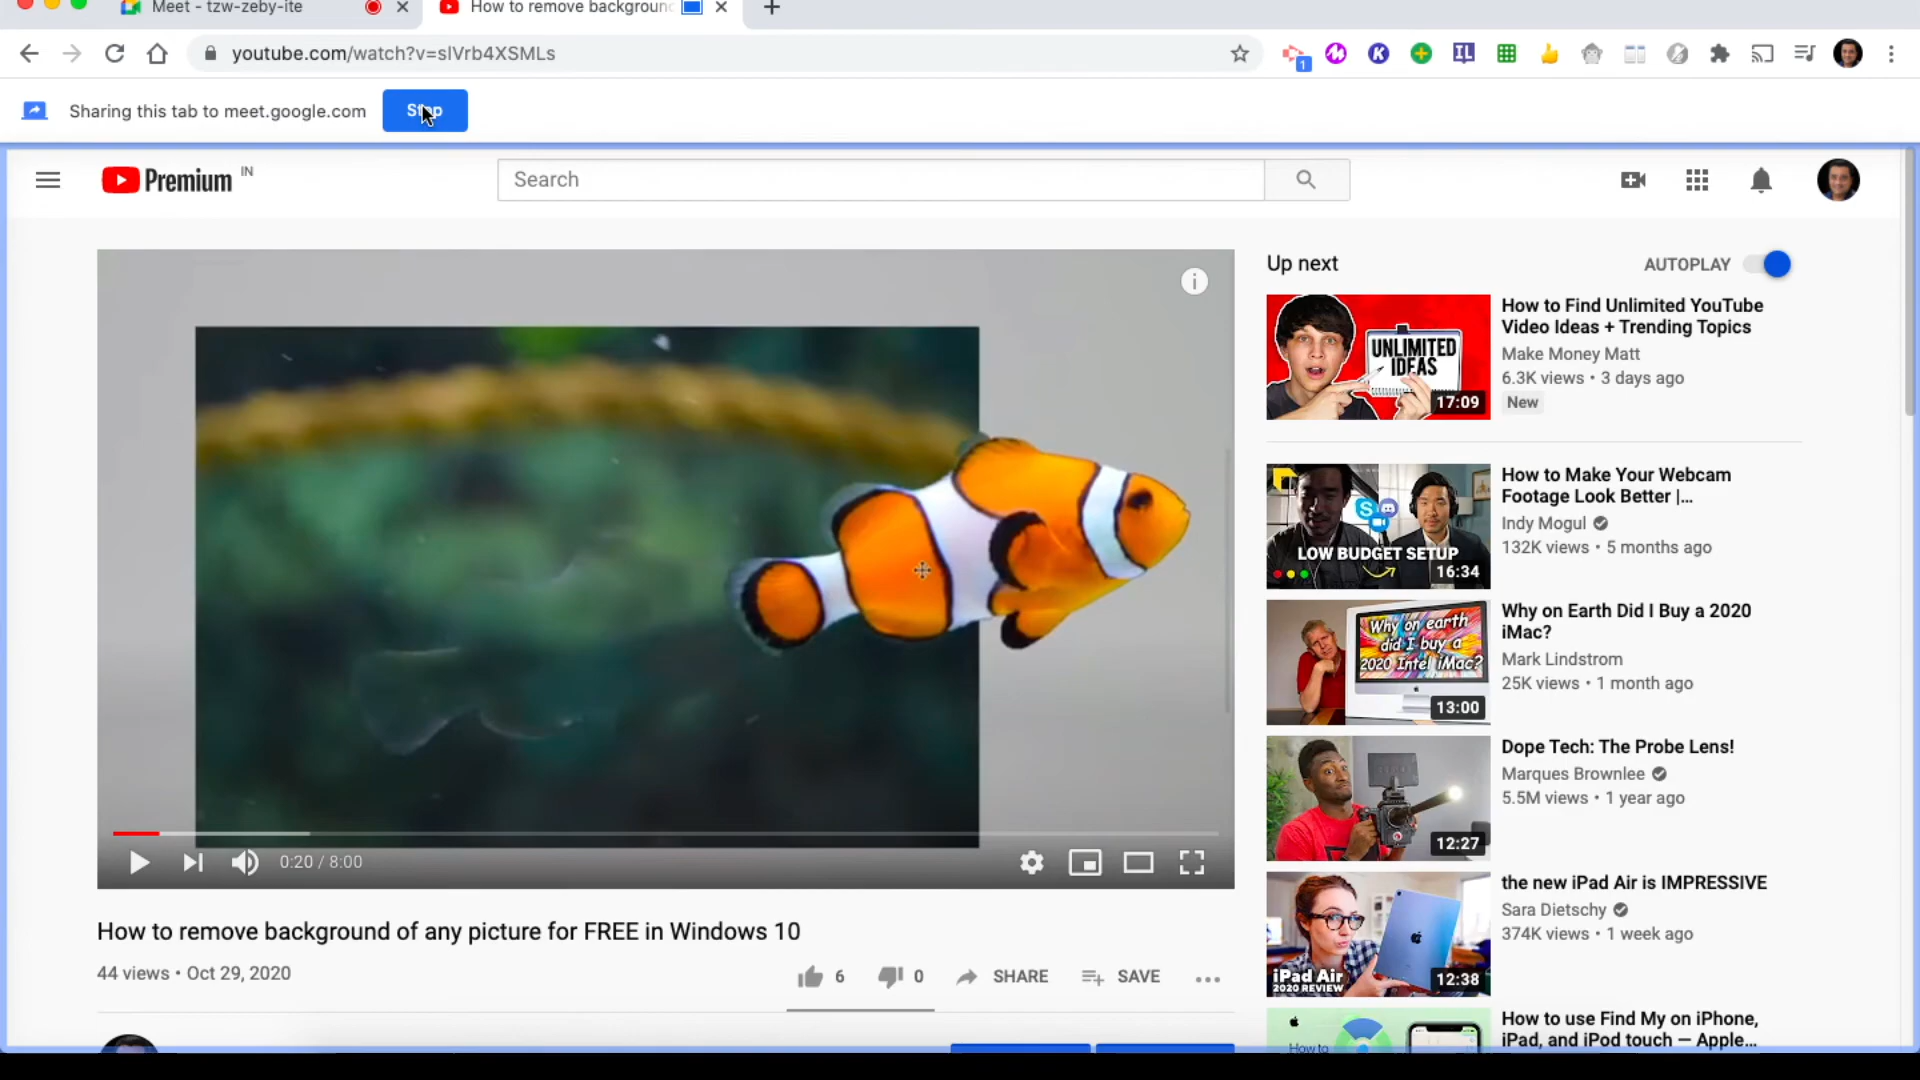 Meet - tzw-zeby-ite
How to remove background
youtube.com/watch?v=slVrb4XSMLs
1
Sharing this tab to meet.google.com
Stop
Premium IN
Search
Up next
AUTOPLAY
UNLIMITED
IDEAS
17:09
How to Find Unlimited YouTube
Video Ideas + Trending Topics
Make Money Matt
6.3K views • 3 days ago
New
LOW BUDGET SETUP
16:34
How to Make Your Webcam
Footage Look Better |...
Indy Mogul
132K views • 5 months ago
Why on earth
did I buy a
2020 Intel iMac?
13:00
Why on Earth Did I Buy a 2020
iMac?
Mark Lindstrom
25K views • 1 month ago
12:27
Dope Tech: The Probe Lens!
Marques Brownlee
5.5M views • 1 year ago
iPad Air
2020 REVIEW
12:38
the new iPad Air is IMPRESSIVE
Sara Dietschy
374K views • 1 week ago
How to
How to use Find My on iPhone,
iPad, and iPod touch — Apple...
0:20 / 8:00
How to remove background of any picture for FREE in Windows 10
44 views • Oct 29, 2020
6
0
SHARE
SAVE